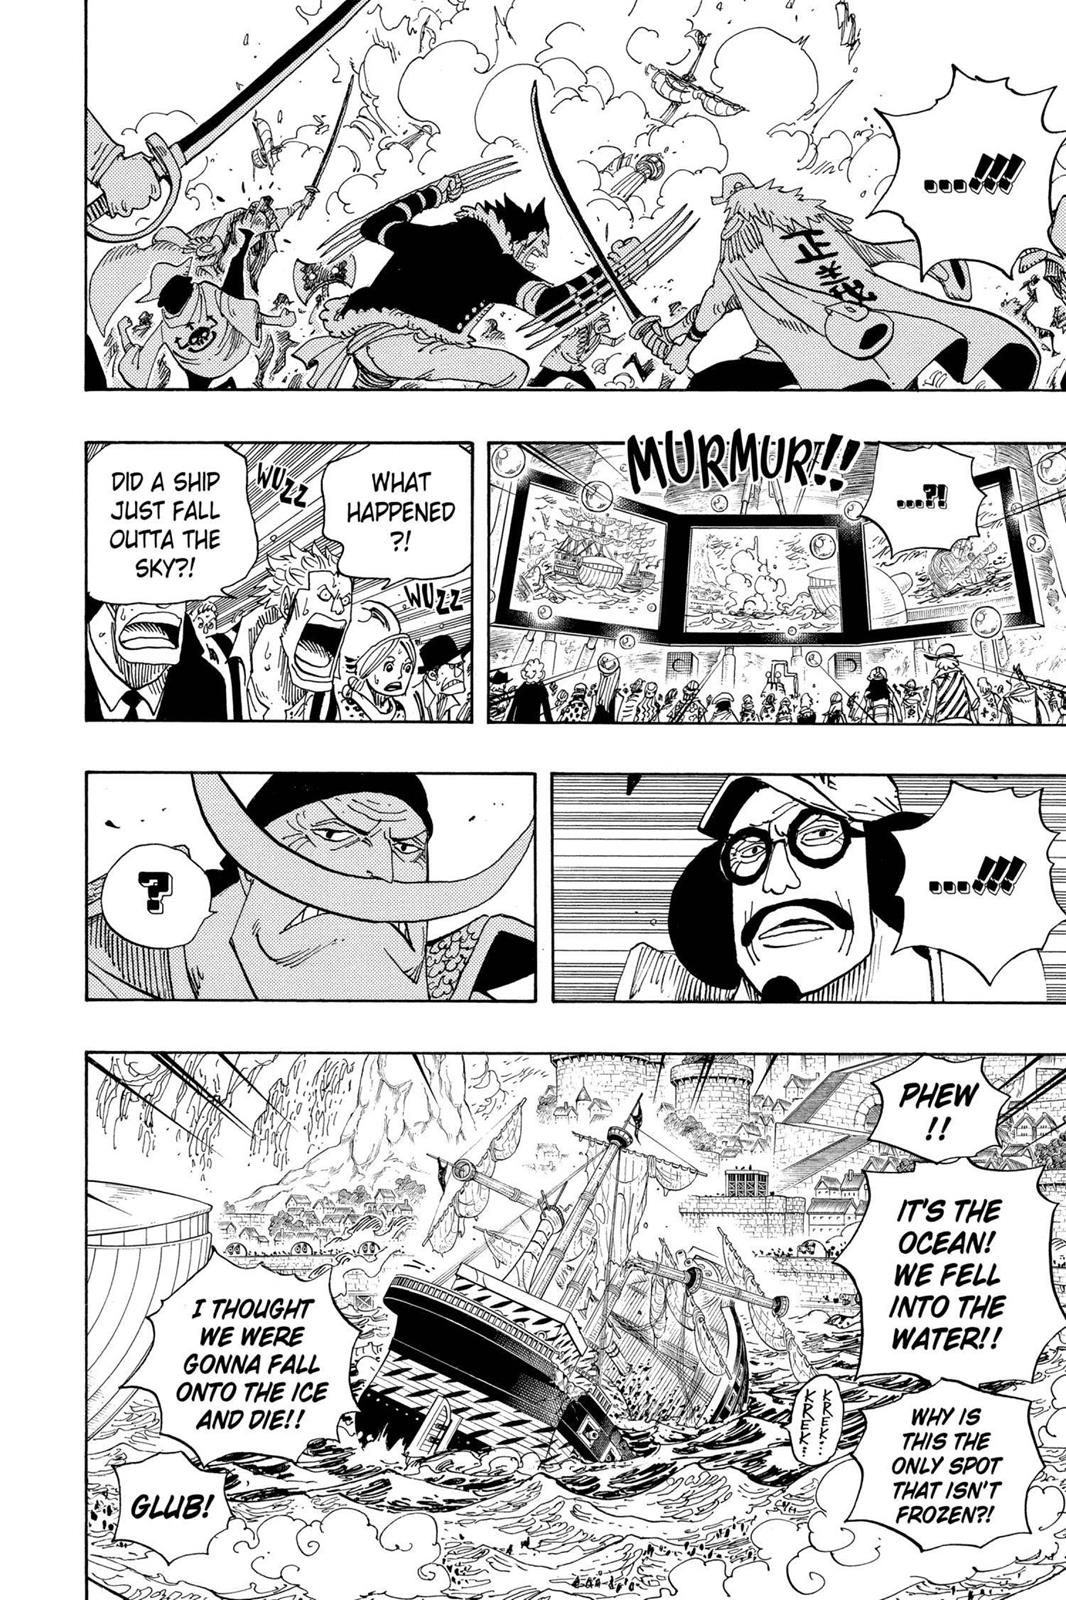 ....!!!
正義
MURMUR!!
....?!
WHAT
HAPPENED
?!
WUZZ
WUZZ
DID A SHIP
JUST FALL
OUTTA THE
SKY?!
....!!!
NE
?
PHEW
!!
IT'S THE
OCEAN!
WE FELL
INTO THE
WATER!!
I THOUGHT
WE WERE
GONNA FALL
ONTO THE ICE
AND DIE!!
KREK...
KREK...
WHY IS
THIS THE
ONLY SPOT
THAT ISN'T
FROZEN?!
GLUB!